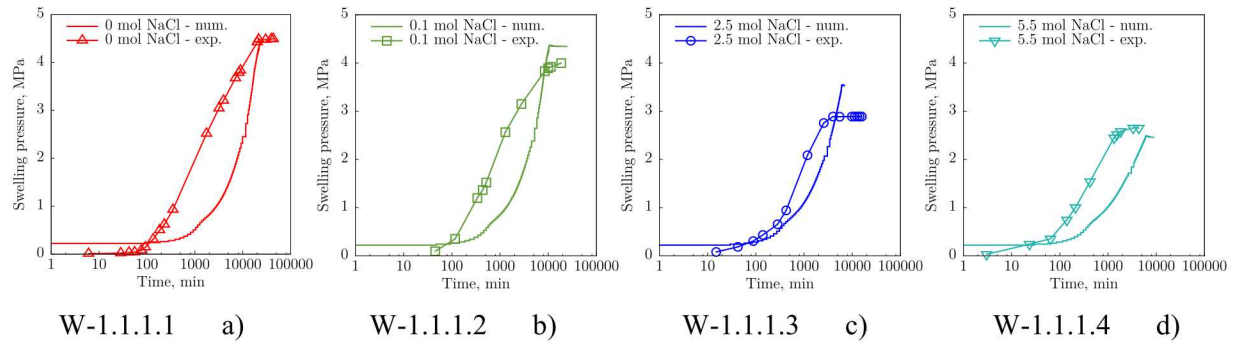 0 mol NaCl - num.
0 mol NaCl - exp.
Swelling pressure, MPa
5
4
3
2
1
0
1 10 100 1000 10000 100000
Time, min
W-1.1.1.1 a)
0.1 mol NaCl - num.
0.1 mol NaCl - exp.
Swelling pressure, MPa
5
4
3
2
1
0
1 10 100 1000 10000 100000
Time, min
W-1.1.1.2 b)
2.5 mol NaCl - num.
2.5 mol NaCl - exp.
Swelling pressure, MPa
5
4
3
2
1
0
1 10 100 1000 10000 100000
Time, min
W-1.1.1.3 c)
5.5 mol NaCl - num.
5.5 mol NaCl - exp.
Swelling pressure, MPa
5
4
3
2
1
0
1 10 100 1000 10000 100000
Time, min
W-1.1.1.4 d)